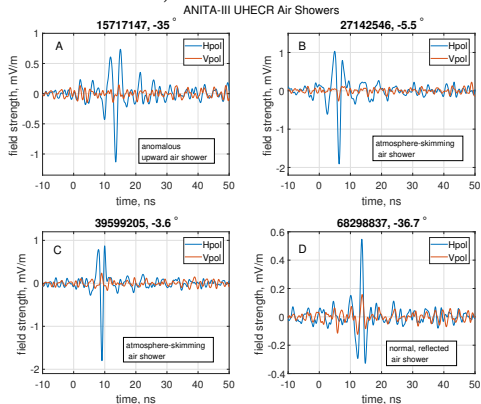 ANITA-III UHECR Air Showers
15717147, -35 °
27142546, -5.5 °
A
Hpol
Vpol
1
0.5
0
-0.5
-1
field strength, mV/m
anomalous
upward air shower
-10 0 10 20 30 40 50
time, ns
B
Hpol
Vpol
1
0
-1
-2
field strength, mV/m
atmosphere-skimming
air shower
-10 0 10 20 30 40 50
time, ns
39599205, -3.6 °
68298837, -36.7 °
C
Hpol
Vpol
1
0
-1
-2
field strength, mV/m
atmosphere-skimming
air shower
-10 0 10 20 30 40 50
time, ns
D
Hpol
Vpol
0.6
0.4
0.2
0
-0.2
-0.4
field strength, mV/m
normal, reflected
air shower
-10 0 10 20 30 40 50
time, ns